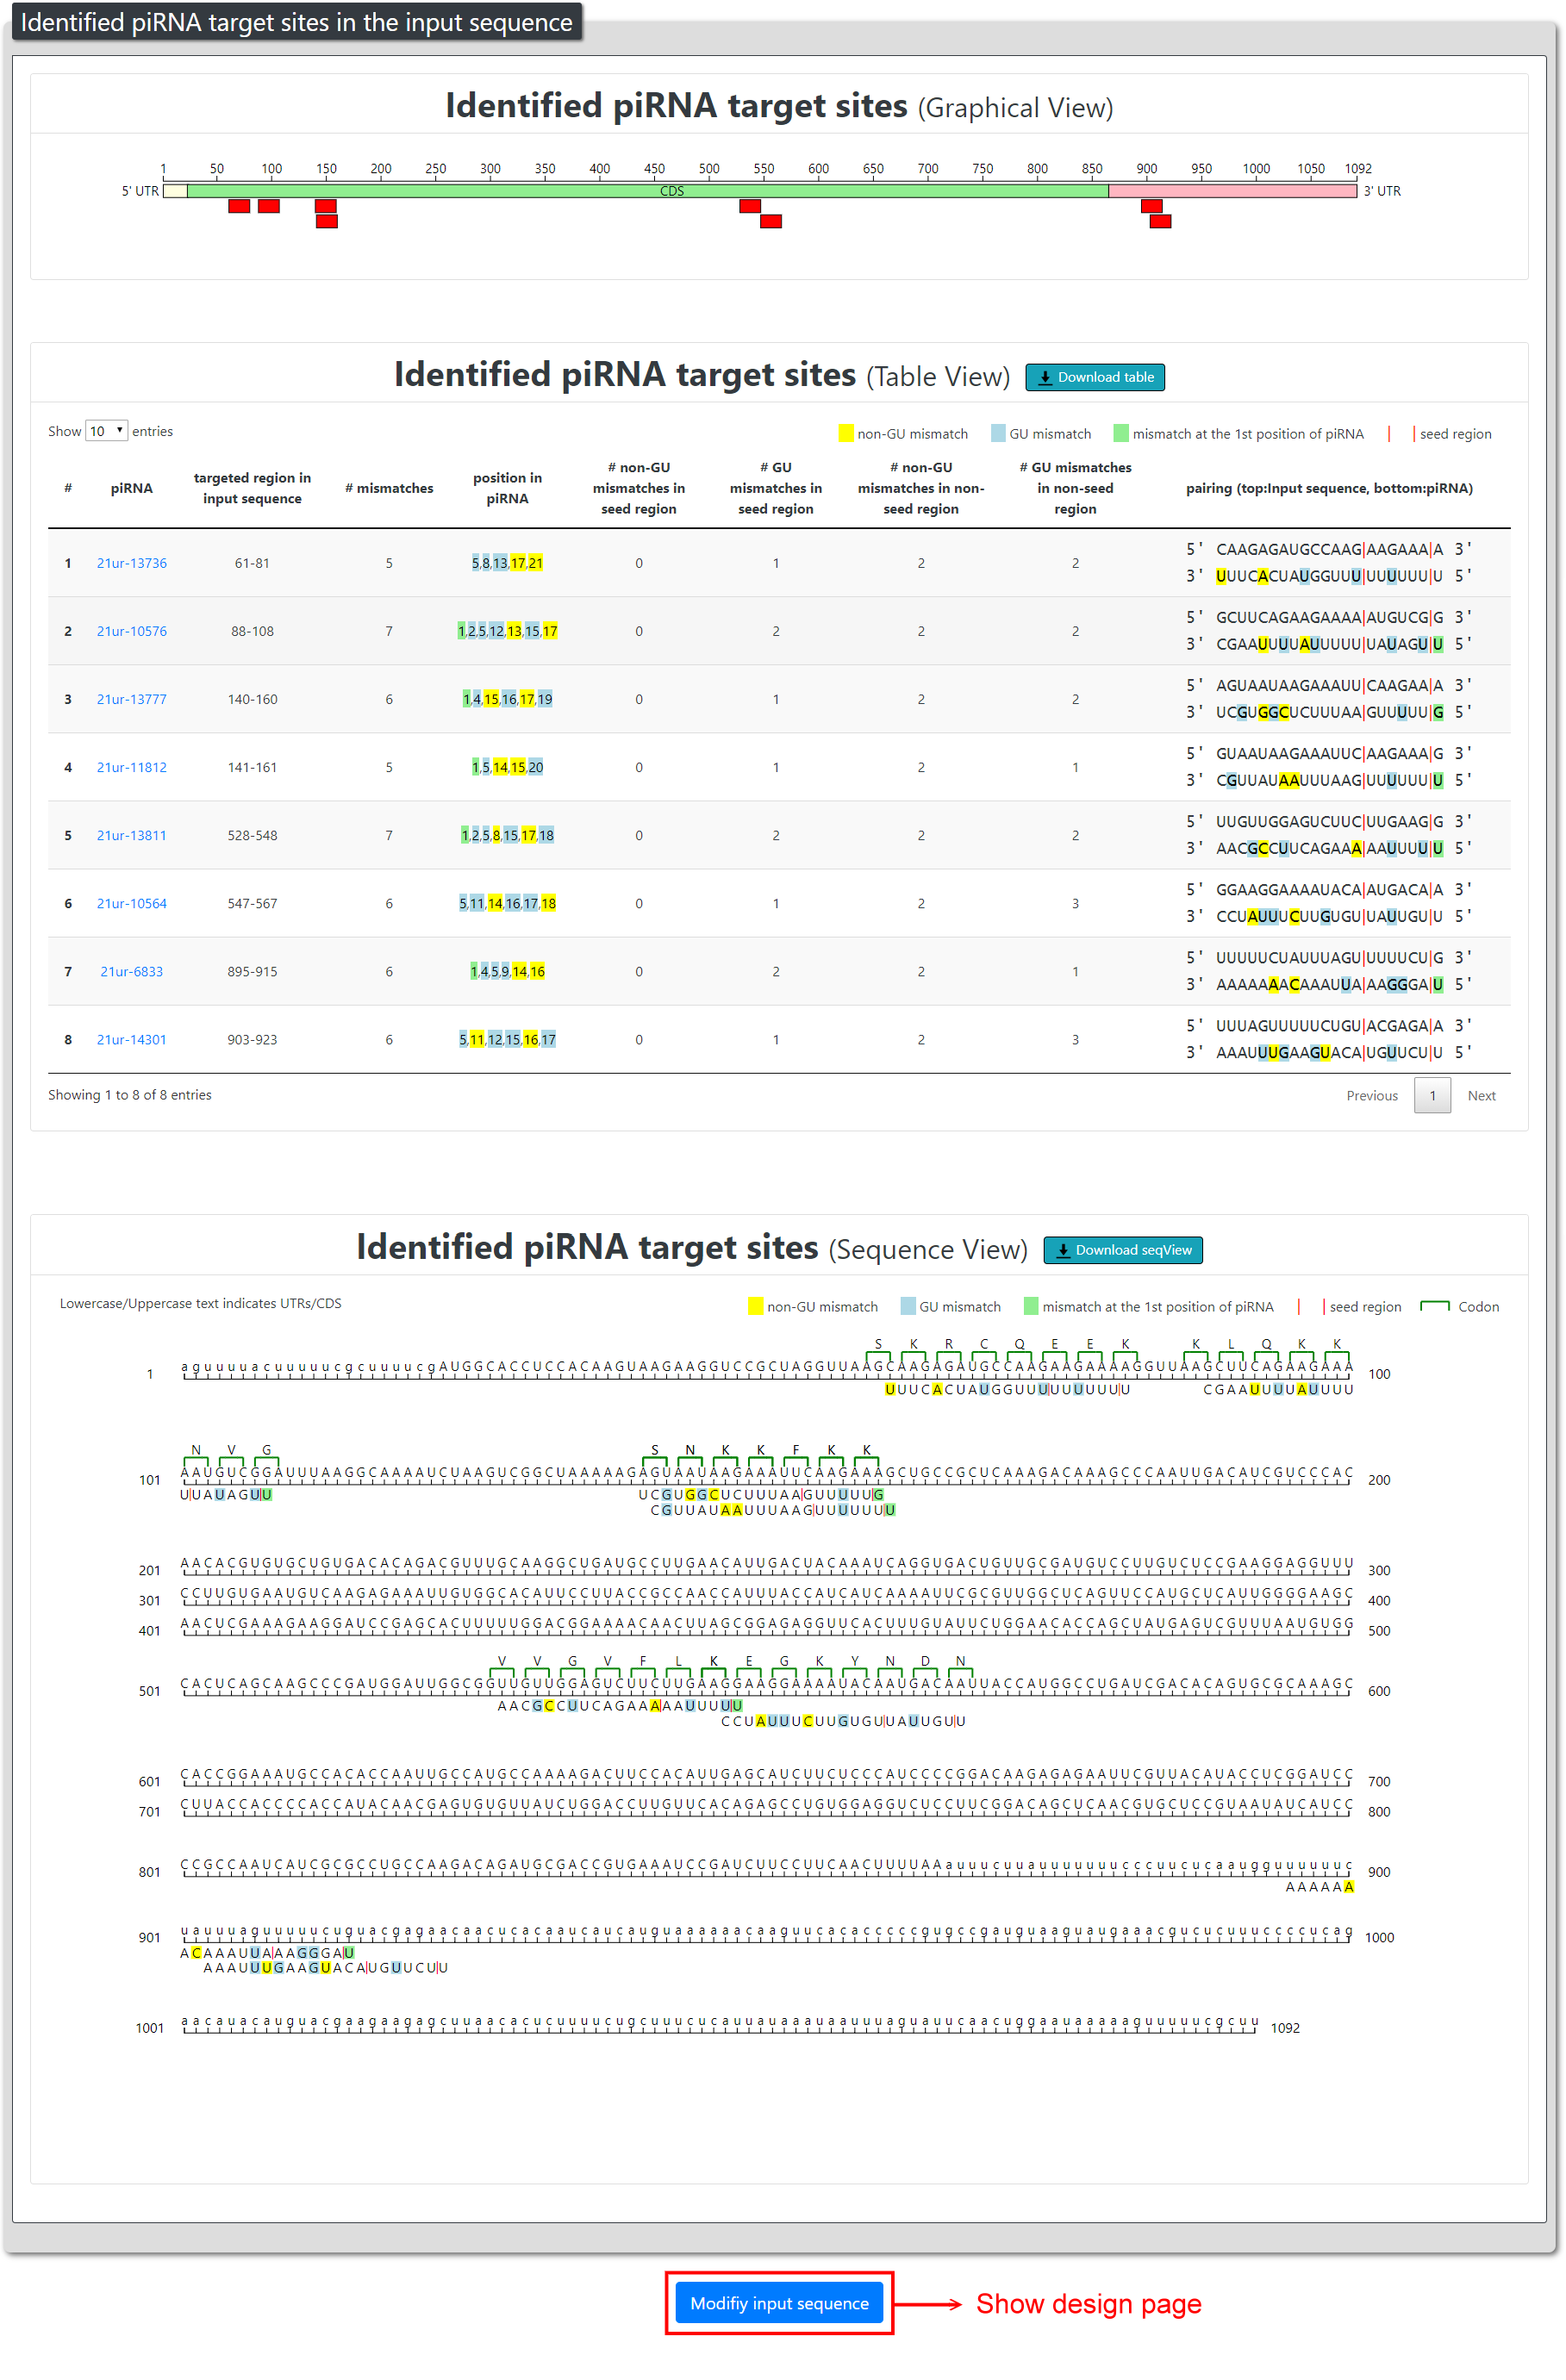 Identified piRNA target sites in the input sequence
Identified piRNA target sites (Graphical View)
1 50 100 150 200 250 300 350 400 450 500 550 600 650 700 750 800 850 900 950 1000 1050 1092
5' UTR CDS 3' UTR
Identified piRNA target sites (Table View) Download table
Show 10 entries
non-GU mismatch GU mismatch mismatch at the 1st position of piRNA | | seed region
# piRNA targeted region in input sequence # mismatches position in piRNA # non-GU mismatches in seed region # GU mismatches in seed region # non-GU mismatches in non-seed region # GU mismatches in non-seed region pairing (top:Input sequence, bottom:piRNA)
5' CAAGAGAUGCCAAG|AAGAAA|A 3'
1 21ur-13736 61-81 5 5,8,13,17,21 0 1 2 2
3' UUUCACUAUGGUUU|UUUUUU|U 5'
5' GCUUCAGAAGAAAA|AUGUCG|G 3'
2 21ur-10576 88-108 7 1,2,5,12,13,15,17 0 2 2 2
3' CGAAUUUUAUUUUU|UAUAGU|U 5'
5' AGUAAUAAGAAAUU|CAAGAA|A 3'
3 21ur-13777 140-160 6 1,4,15,16,17,19 0 1 2 2
3' UCGUGGCUCUUUAA|GUUUUU|G 5'
5' GUAAUAAGAAAUUC|AAGAAA|G 3'
4 21ur-11812 141-161 5 1,5,14,15,20 0 1 2 1
3' CGUUAUAAUUUAAG|UUUUUU|U 5'
5' UUGUUGGAGUCUUC|UUGAAG|G 3'
5 21ur-13811 528-548 7 1,2,5,8,15,17,18 0 2 2 2
3' AACGCCUUCAGAAA|AAUUUU|U 5'
5' GGAAGGAAAAUACA|AUGACA|A 3'
6 21ur-10564 547-567 6 5,11,14,16,17,18 0 1 2 3
3' CCUAUUUCUUGUGU|UAUUGU|U 5'
5' UUUUUCUAUUUAGU|UUUUCU|G 3'
7 21ur-6833 895-915 6 1,4,5,9,14,16 0 2 2 1
3' AAAAAAACAAAUUA|AAGGGA|U 5'
5' UUUAGUUUUUCUGU|ACGAGA|A 3'
8 21ur-14301 903-923 6 5,11,12,15,16,17 0 1 2 3
3' AAAUUUGAAGUACA|UGUUCU|U 5'
Showing 1 to 8 of 8 entries Previous 1 Next
Identified piRNA target sites (Sequence View) Download seqView
Lowercase/Uppercase text indicates UTRs/CDS
non-GU mismatch GU mismatch mismatch at the 1st position of piRNA | | seed region Codon
S K R C Q E E K K L Q K K
1 aguuuuacuuuuucgcuuuucgAUGGCACCUCCACAAGUAAGAAGGUCCGCUAGGUUAAGCAAGAGAUGCCAAGAAGAAAAGGUUAAGCUUCAGAAGAAA 100
UUUCACUAUGGUUU|UUUUUU|U CGAAUUUUAUUUU
N V G S N K K F K K
101 AAUGUCGGAUUUAAGGCAAAAUCUAAGUCGGCUAAAAAGAGUAAUAAGAAAUUCAAGAAAGCUGCCGCUCAAAGACAAAGCCCAAUUGACAUCGUCCCAC 200
U|UAUAGU|U UCGUGGCUCUUUAA|GUUUUU|G
CGUUAUAAUUUAAG|UUUUUU|U
201 AACACGUGUGCUGUGACACAGACGUUUGCAAGGCUGAUGCCUUGAACAUUGACUACAAAUCAGGUGACUGUUGCGAUGUCCUUGUCUCCGAAGGAGGUUU 300
301 CCUUGUGAAUGUCAAGAGAAAUUGUGGCACAUUCCUUACCGCCAACCAUUUACCAUCAUCAAAAUUCGCGUUGGCUCAGUUCCAUGCUCAUUGGGGAAGC 400
401 AACUCGAAAGAAGGAUCCGAGCACUUUUUGGACGGAAAACAACUUAGCGGAGAGGUUCACUUUGUAUUCUGGAACACCAGCUAUGAGUCGUUUAAUGUGG 500
V V G V F L K E G K Y N D N
501 CACUCAGCAAGCCCGAUGGAUUGGCGGUUGUUGGAGUCUUCUUGAAGGAAGGAAAAUACAAUGACAAUUACCAUGGCCUGAUCGACACAGUGCGCAAAGC 600
AACGCCUUCAGAAA|AAUUUU|U
CCUAUUUCUUGUGU|UAUUGU|U
601 CACCGGAAAUGCCACACCAAUUGCCAUGCCAAAAGACUUCCACAUUGAGCAUCUUCUCCCAUCCCCGGACAAGAGAGAAUUCGUUACAUACCUCGGAUCC 700
701 CUUACCACCCCACCAUACAACGAGUGUGUUAUCUGGACCUUGUUCACAGAGCCUGUGGAGGUCUCCUUCGGACAGCUCAACGUGCUCCGUAAUAUCAUCC 800
801 CCGCCAAUCAUCGCGCCUGCCAAGACAGAUGCGACCGUGAAAUCCGAUCUUCCUUCAACUUUUAAauuucuuauuuuuuucccuucucaaugguuuuuuc 900
AAAAAA
901 uauuuaguuuuucuguacgagaacaacucacaaucaucauguaaaaaacaaguucacacccccgugccgauguaaguaugaaacgucucuuuccccucag 1000
ACAAAUUA|AAGGGA|U
AAAUUUGAAGUACA|UGUUCU|U
1001 aacauacauguacgaagaagagcuuaacacucuuuucugcuuucucauuauaaauaauuuaguauucaacuggaauaaaaaguuuuucgcuu 1092
Modifiy input sequence Show design page